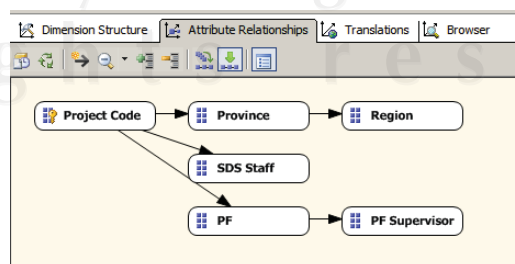 Dimension Structure Attribute Relationships Translations Browser
g h t s r e s
Project Code Province Region
SDS Staff
PF PF Supervisor